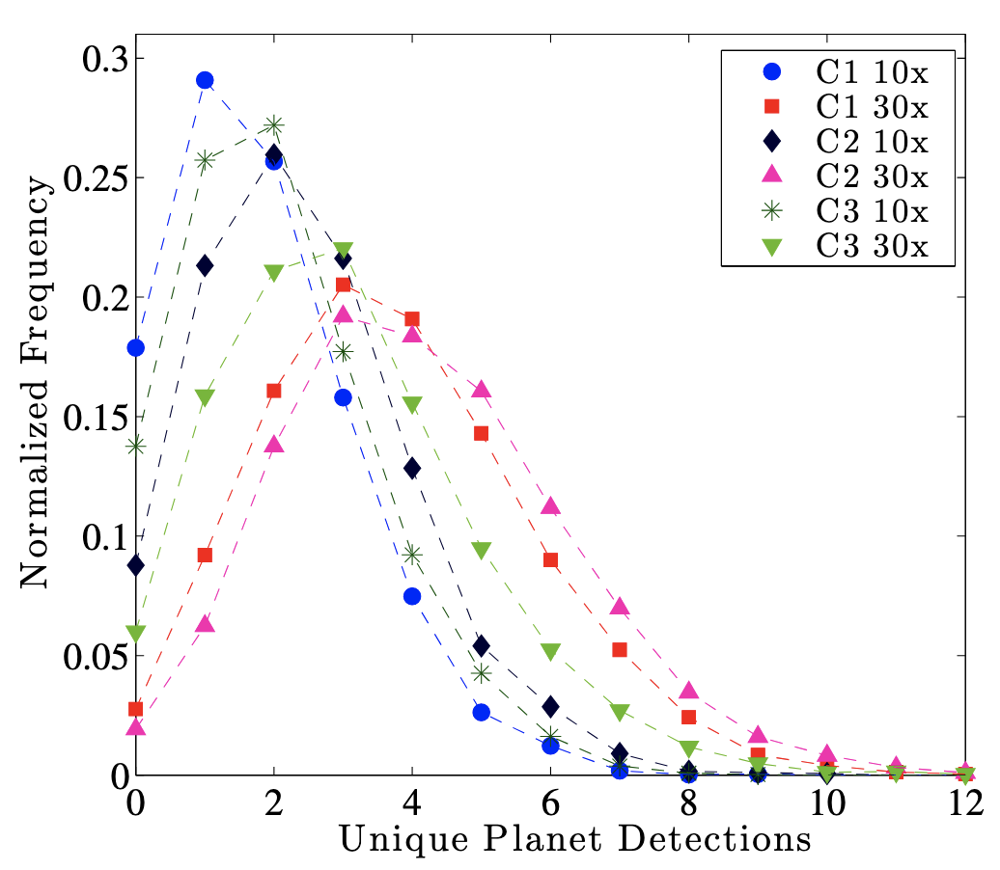 0.3
0.25
0.2
0.15
0.1
0.05
0
0 2 4 6 8 10 12
Normalized Frequency
Unique Planet Detections
C1 10x
C1 30x
C2 10x
C2 30x
C3 10x
C3 30x